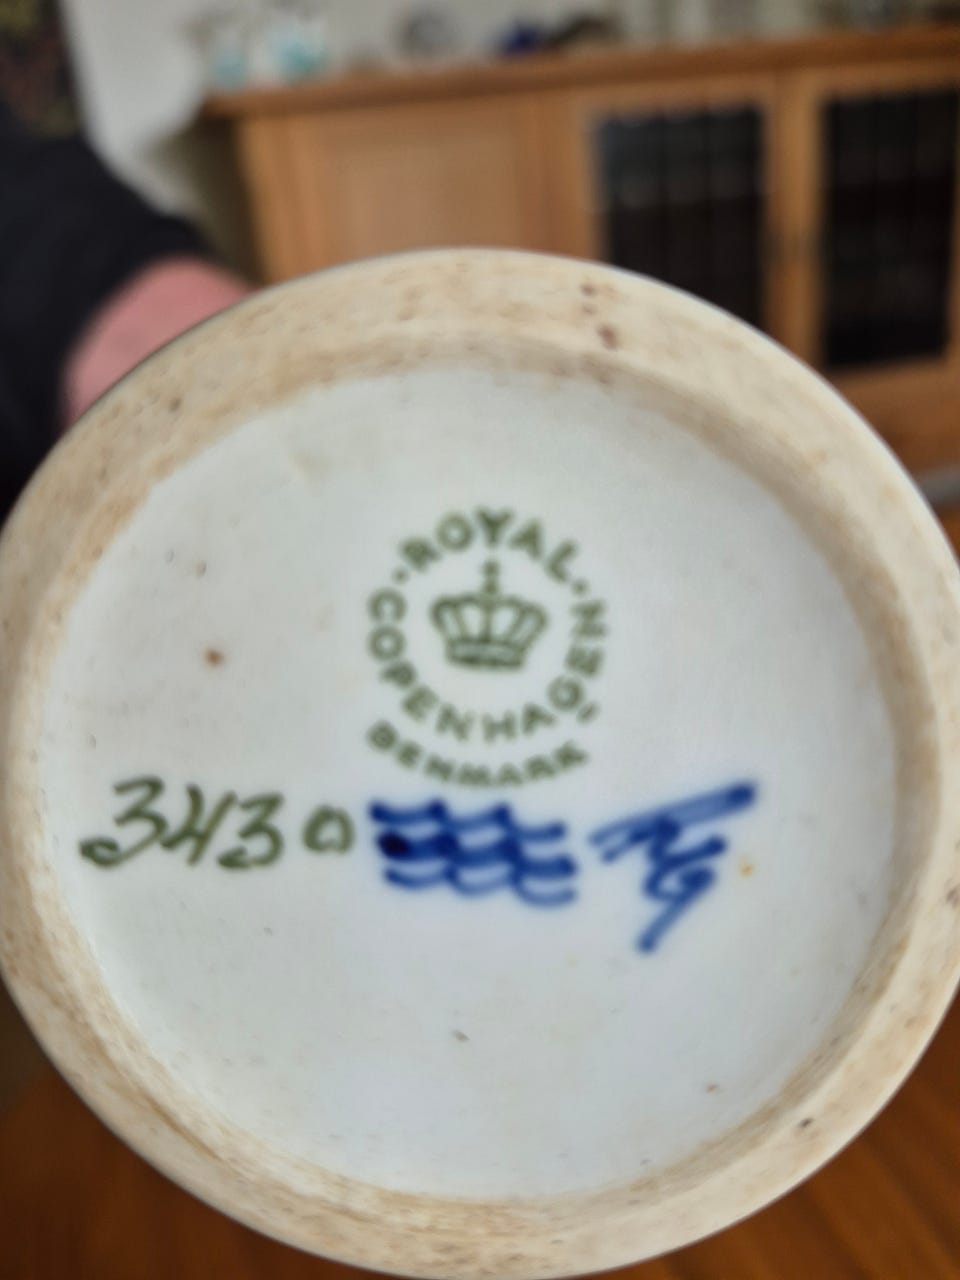 ROYAL
COPENHAGEN
DENMARK
3430